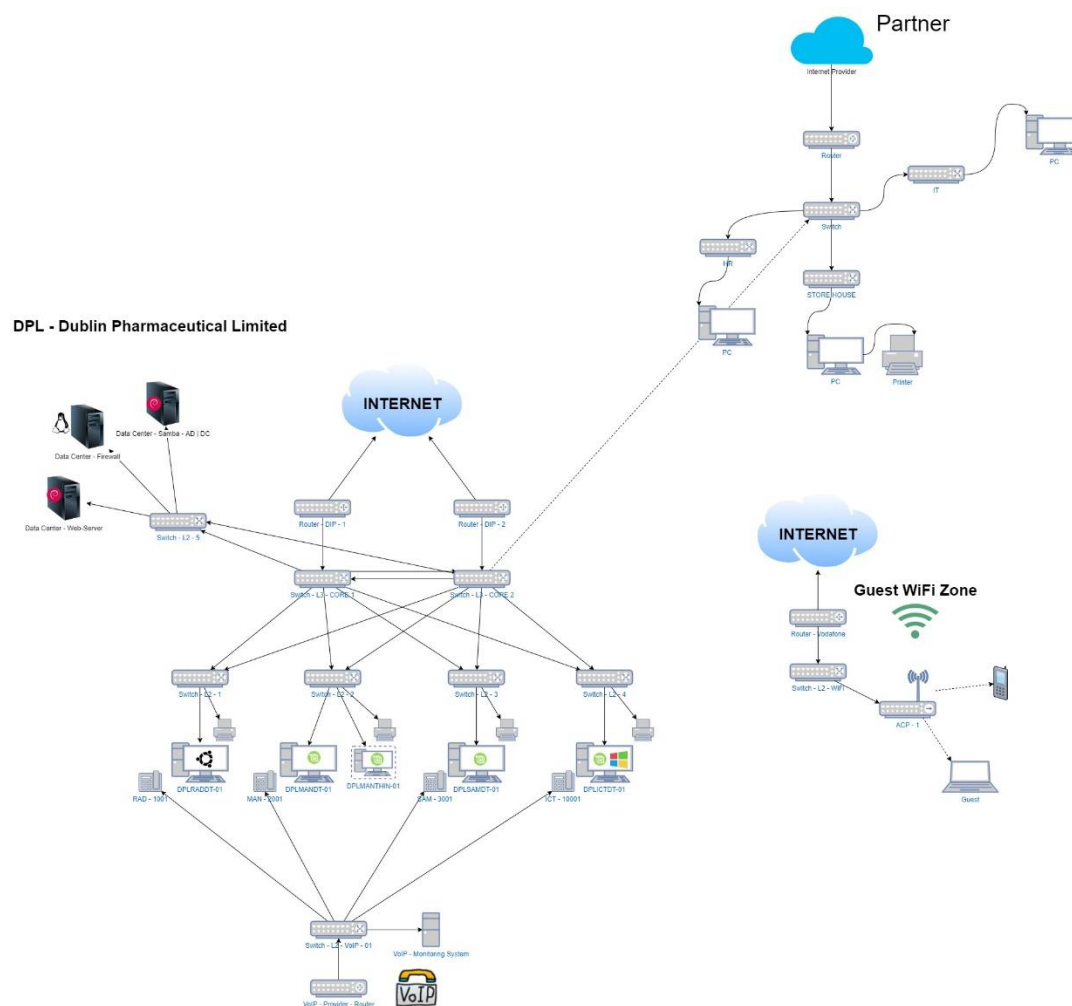 Partner
Internet Provider
Router
PC
IT
Switch
HR
STORE HOUSE
PC
PC
Printer
DPL - Dublin Pharmaceutical Limited
INTERNET
Data Center - Samba - AD | DC
Data Center - Firewall
Data Center - Web-Server
Switch - L2 - 5
Router - DIP - 1
Router - DIP - 2
Switch - L3 - CORE 1
Switch - L3 - CORE 2
Switch - L2 - 1
Switch - L2 - 2
Switch - L2 - 3
Switch - L2 - 4
DPLRADDT-01
DPLMANDT-01
DPLMANTHIN-01
DPLSAMDT-01
DPLICTDT-01
RAD - 1001
MAN - 2001
SAM - 3001
ICT - 10001
Switch - L2 - VoIP - 01
VoIP - Monitoring System
VoIP - Provider - Router
VoIP
INTERNET
Guest WiFi Zone
Router - Vodafone
Switch - L2 - WiFi
ACP - 1
Guest